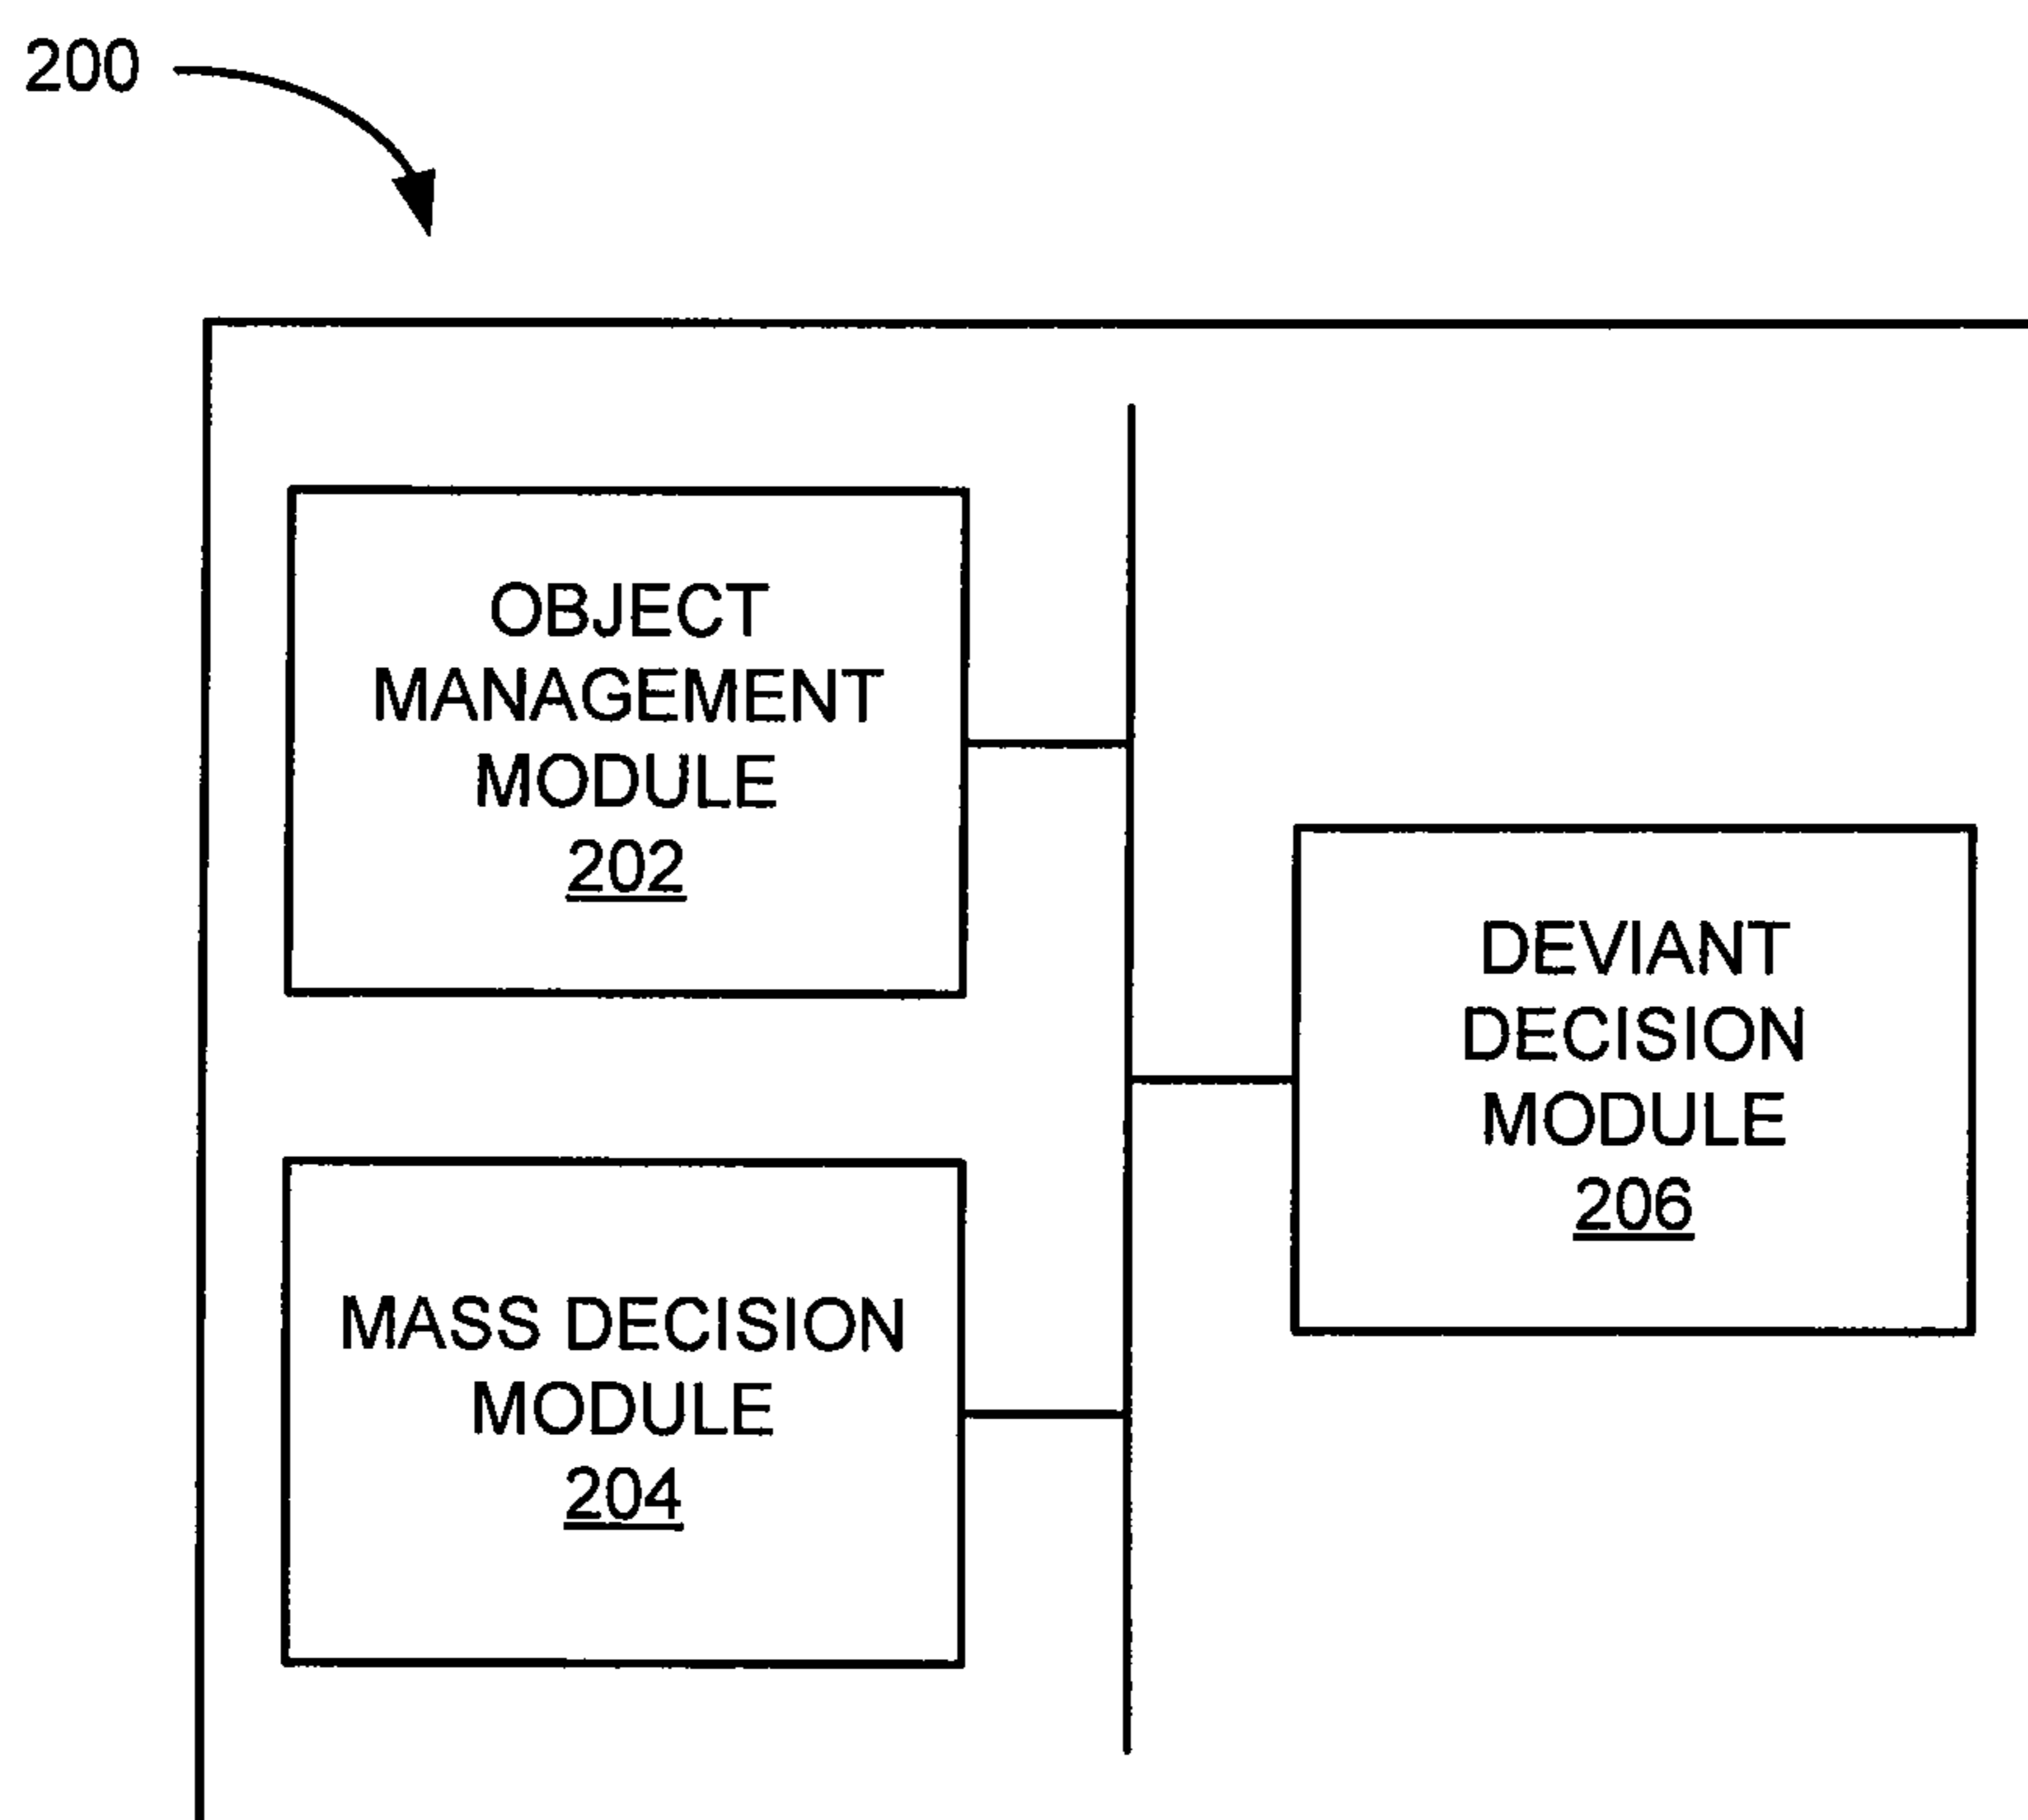 200
OBJECT
MANAGEMENT
MODULE
202
DEVIANT
DECISION
MODULE
206
MASS DECISION
MODULE
204